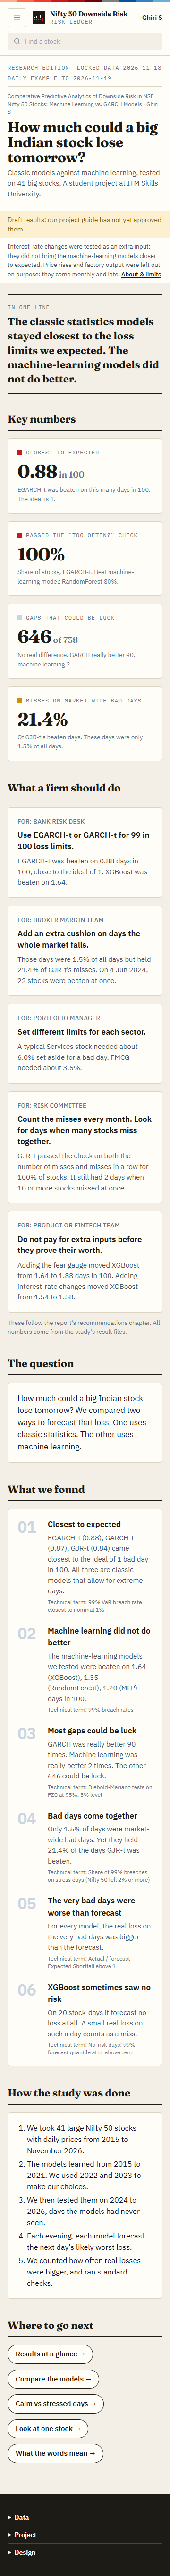 Nifty 50 Downside Risk
RISK LEDGER
Ghiri S
Find a stock
RESEARCH EDITION LOCKED DATA 2026-11-18
DAILY EXAMPLE TO 2026-11-19
Comparative Predictive Analytics of Downside Risk in NSE
Nifty 50 Stocks: Machine Learning vs. GARCH Models · Ghiri
S
How much could a big
Indian stock lose
tomorrow?
Classic models against machine learning, tested
on 41 big stocks. A student project at ITM Skills
University.
Draft results: our project guide has not yet approved
them.
Interest-rate changes were tested as an extra input:
they did not bring the machine-learning models closer
to expected. Price rises and factory output were left out
on purpose: they come monthly and late. About & limits
IN ONE LINE
The classic statistics models
stayed closest to the loss
limits we expected. The
machine-learning models did
not do better.
Key numbers
CLOSEST TO EXPECTED
0.88 in 100
EGARCH-t was beaten on this many days in 100.
The ideal is 1.
PASSED THE "TOO OFTEN?" CHECK
100%
Share of stocks, EGARCH-t. Best machine-
learning model: RandomForest 80%.
GAPS THAT COULD BE LUCK
646 of 738
No real difference. GARCH really better 90,
machine learning 2.
MISSES ON MARKET-WIDE BAD DAYS
21.4%
Of GJR-t's beaten days. These days were only
1.5% of all days.
What a firm should do
FOR: BANK RISK DESK
Use EGARCH-t or GARCH-t for 99 in
100 loss limits.
EGARCH-t was beaten on 0.88 days in
100, close to the ideal of 1. XGBoost was
beaten on 1.64.
FOR: BROKER MARGIN TEAM
Add an extra cushion on days the
whole market falls.
Those days were 1.5% of all days but held
21.4% of GJR-t's misses. On 4 Jun 2024,
22 stocks were beaten at once.
FOR: PORTFOLIO MANAGER
Set different limits for each sector.
A typical Services stock needed about
6.0% set aside for a bad day. FMCG
needed about 3.5%.
FOR: RISK COMMITTEE
Count the misses every month. Look
for days when many stocks miss
together.
GJR-t passed the check on both the
number of misses and misses in a row for
100% of stocks. It still had 2 days when
10 or more stocks missed at once.
FOR: PRODUCT OR FINTECH TEAM
Do not pay for extra inputs before
they prove their worth.
Adding the fear gauge moved XGBoost
from 1.64 to 1.88 days in 100. Adding
interest-rate changes moved XGBoost
from 1.54 to 1.58.
These follow the report's recommendations chapter. All
numbers come from the study's result files.
The question
How much could a big Indian stock
lose tomorrow? We compared two
ways to forecast that loss. One uses
classic statistics. The other uses
machine learning.
What we found
01
Closest to expected
EGARCH-t (0.88), GARCH-t
(0.87), GJR-t (0.84) came
closest to the ideal of 1 bad day
in 100. All three are classic
models that allow for extreme
days.
Technical term: 99% VaR breach rate
closest to nominal 1%
02
Machine learning did not do
better
The machine-learning models
we tested were beaten on 1.64
(XGBoost), 1.35
(RandomForest), 1.20 (MLP)
days in 100.
Technical term: 99% breach rates
03
Most gaps could be luck
GARCH was really better 90
times. Machine learning was
really better 2 times. The other
646 could be luck.
Technical term: Diebold-Mariano tests on
FZ0 at 95%, 5% level
04
Bad days come together
Only 1.5% of days were market-
wide bad days. Yet they held
21.4% of the days GJR-t was
beaten.
Technical term: Share of 99% breaches
on stress days (Nifty 50 fell 2% or more)
05
The very bad days were
worse than forecast
For every model, the real loss on
the very bad days was bigger
than the forecast.
Technical term: Actual / forecast
Expected Shortfall above 1
06
XGBoost sometimes saw no
risk
On 20 stock-days it forecast no
loss at all. A small real loss on
such a day counts as a miss.
Technical term: No-risk days: 99%
forecast quantile at or above zero
How the study was done
1. We took 41 large Nifty 50 stocks
with daily prices from 2015 to
November 2026.
2. The models learned from 2015 to
2021. We used 2022 and 2023 to
make our choices.
3. We then tested them on 2024 to
2026, days the models had never
seen.
4. Each evening, each model forecast
the next day's likely worst loss.
5. We counted how often real losses
were bigger, and ran standard
checks.
Where to go next
Results at a glance →
Compare the models →
Calm vs stressed days →
Look at one stock →
What the words mean →
Data
Project
Design